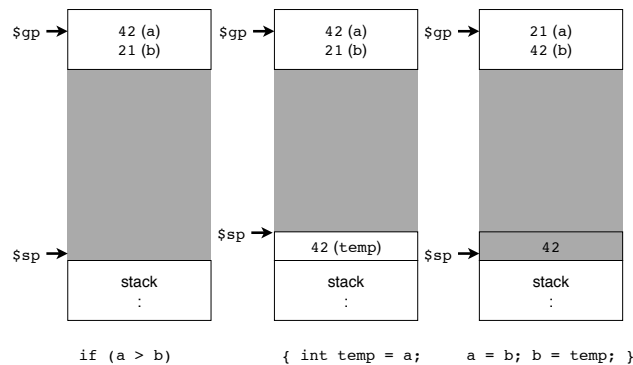 $gp
42 (a)
21 (b)
$sp
stack
:
if (a > b)
$gp
42 (a)
21 (b)
$sp
42 (temp)
stack
:
{ int temp = a;
$gp
21 (a)
42 (b)
$sp
42
stack
:
a = b; b = temp; }